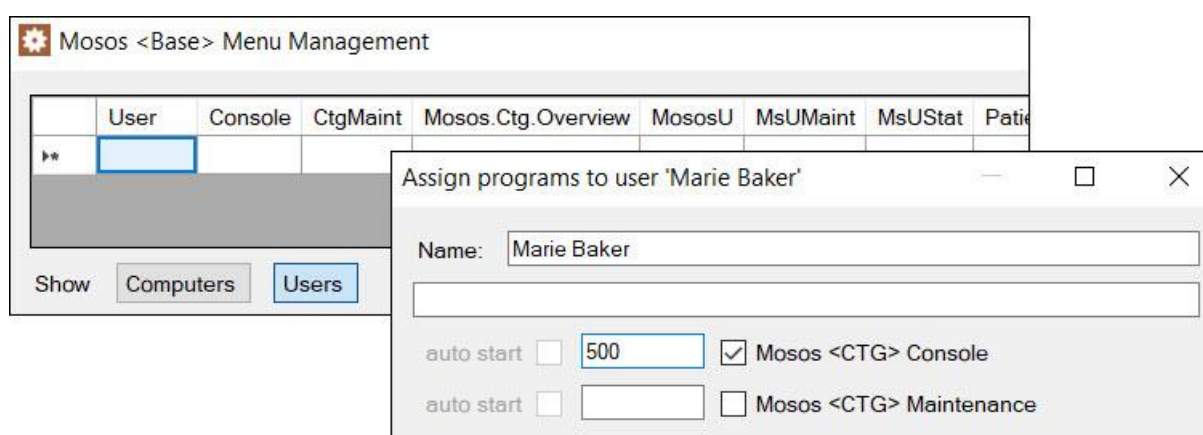 Mosos <Base> Menu Management
User Console CtgMaint Mosos.Ctg.Overview MososU MsUMaint MsUStat Patie
Show Computers Users
Assign programs to user 'Marie Baker'
Name: Marie Baker
auto start 500 Mosos <CTG> Console
auto start Mosos <CTG> Maintenance